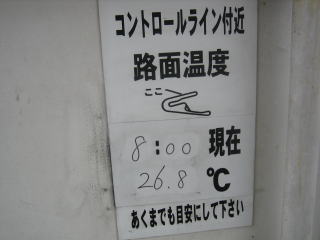 コントロールライン付近
路面温度
ここ
8:00 現在
26.8 ℃
あくまでも目安にして下さい